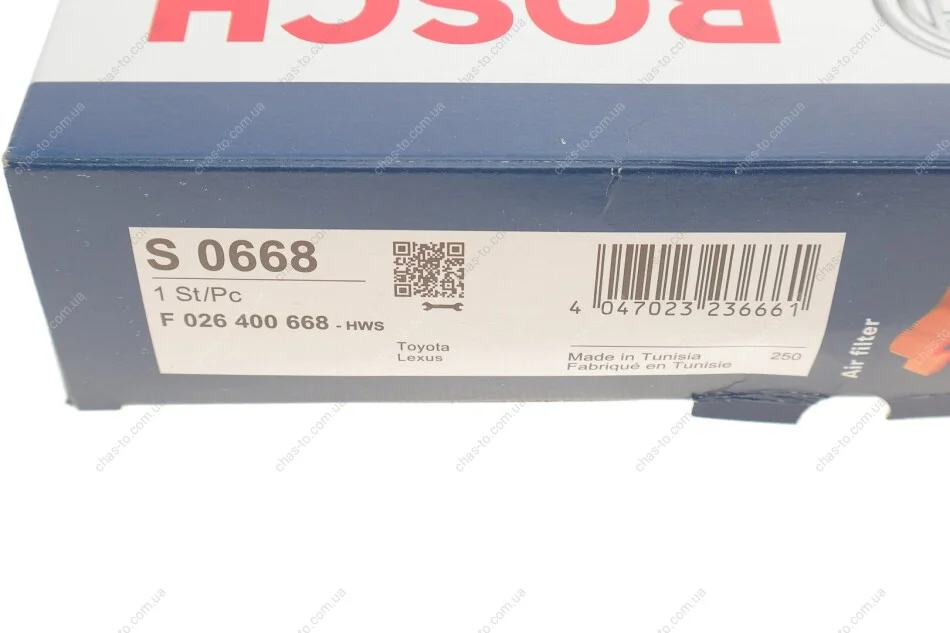 BOSCH
S 0668
1 St/Pc
F 026 400 668 - HWS
Toyota
Lexus
4 047023 236661
Made in Tunisia 250
Fabriqué en Tunisie
Air filter
chas-to.com.ua